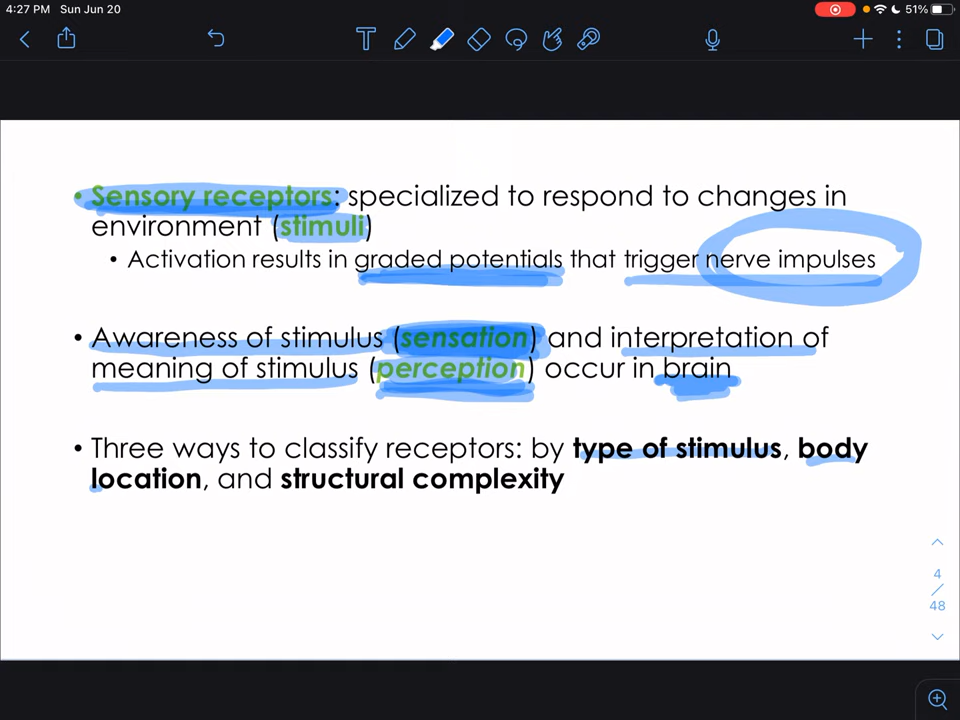 4:27 PM Sun Jun 20
51%
T
• Sensory receptors: specialized to respond to changes in
environment (stimuli)
• Activation results in graded potentials that trigger nerve impulses
• Awareness of stimulus (sensation) and interpretation of
meaning of stimulus (perception) occur in brain
• Three ways to classify receptors: by type of stimulus, body
location, and structural complexity
4
/
48